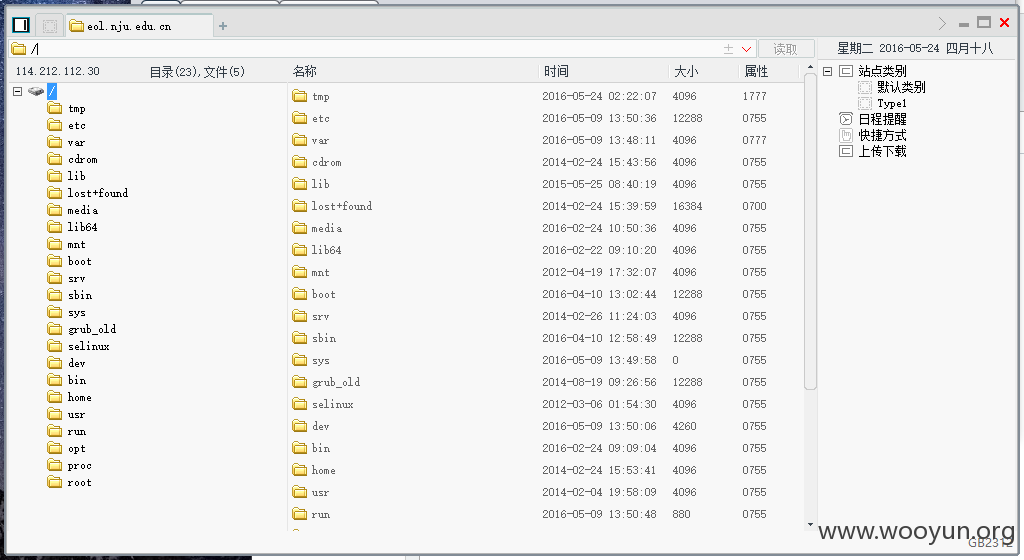 eol.nju.edu.cn +
/ 读取 星期二 2016-05-24 四月十八
114.212.112.30 目录(23),文件(5) 名称 时间 大小 属性
/
tmp
etc
var
cdrom
lib
lost+found
media
lib64
mnt
boot
srv
sbin
sys
grub_old
selinux
dev
bin
home
usr
run
opt
proc
root
tmp 2016-05-24 02:22:07 4096 1777
etc 2016-05-09 13:50:36 12288 0755
var 2016-05-09 13:48:11 4096 0777
cdrom 2014-02-24 15:43:56 4096 0755
lib 2015-05-25 08:40:19 4096 0755
lost+found 2014-02-24 15:39:59 16384 0700
media 2016-02-24 10:50:36 4096 0755
lib64 2016-02-22 09:10:20 4096 0755
mnt 2012-04-19 17:32:07 4096 0755
boot 2016-04-10 13:02:44 12288 0755
srv 2014-02-26 11:24:03 4096 0755
sbin 2016-04-10 12:58:49 12288 0755
sys 2016-05-09 13:49:58 0 0755
grub_old 2014-08-19 09:26:56 12288 0755
selinux 2012-03-06 01:54:30 4096 0755
dev 2016-05-09 13:50:06 4260 0755
bin 2016-02-24 09:09:04 4096 0755
home 2014-02-24 15:53:41 4096 0755
usr 2014-02-04 19:58:09 4096 0755
run 2016-05-09 13:50:48 880 0755
站点类别
默认类别
Type1
日程提醒
快捷方式
上传下载
www.wooyun.org
GB2312